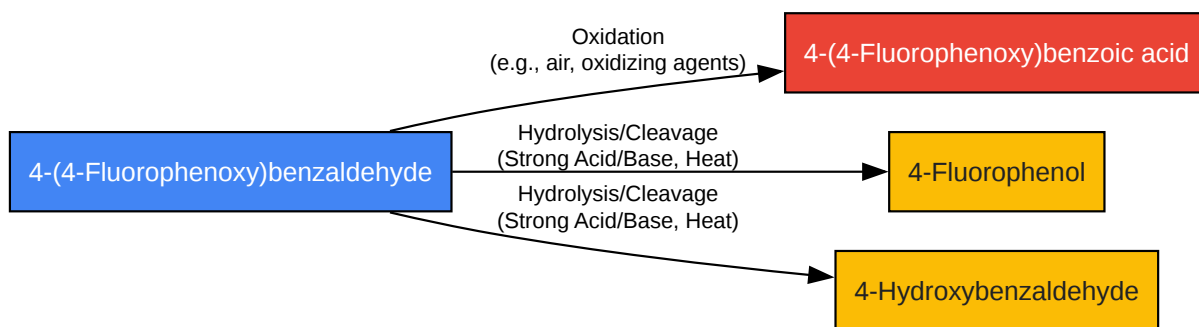 Oxidation
(e.g., air, oxidizing agents)
4-(4-Fluorophenoxy)benzoic acid
4-(4-Fluorophenoxy)benzaldehyde
Hydrolysis/Cleavage
(Strong Acid/Base, Heat)
4-Fluorophenol
Hydrolysis/Cleavage
(Strong Acid/Base, Heat)
4-Hydroxybenzaldehyde